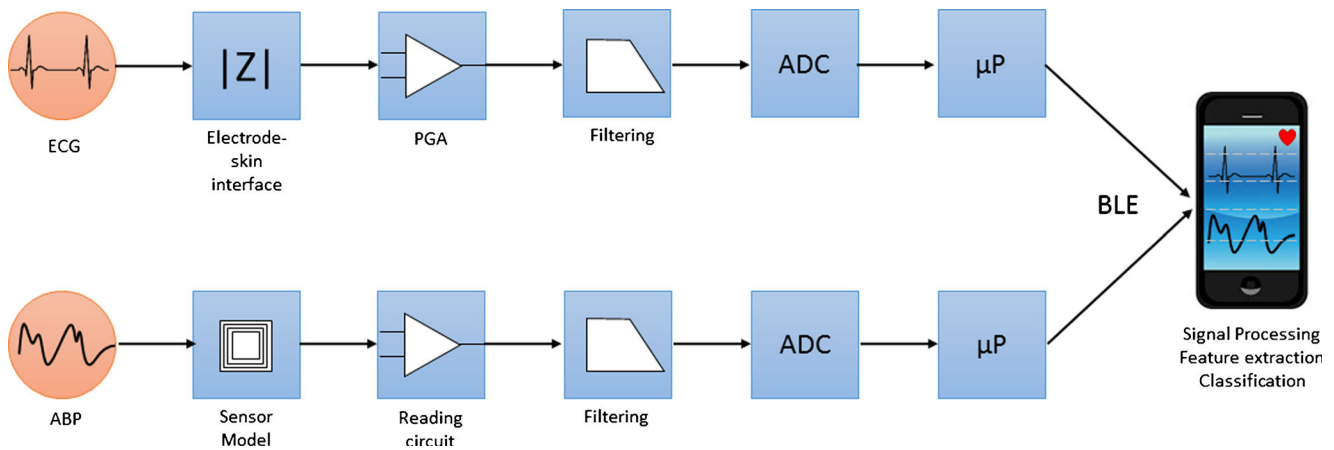 |Z|
ADC
µP
ECG
Electrode-
skin
interface
PGA
Filtering
BLE
ADC
µP
ABP
Sensor
Model
Reading
circuit
Filtering
Signal Processing
Feature extraction
Classification